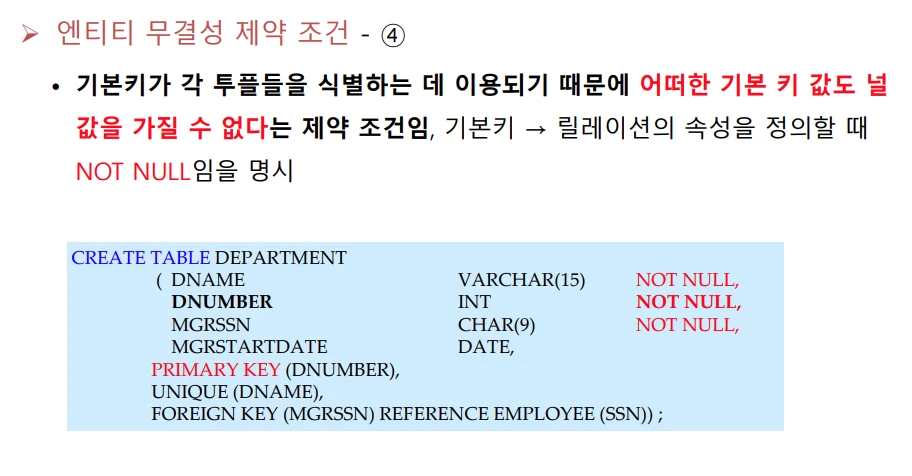 ➢ 엔티티 무결성 제약 조건 - ④
• 기본키가 각 투플들을 식별하는 데 이용되기 때문에 어떠한 기본 키 값도 널
값을 가질 수 없다는 제약 조건임, 기본키 → 릴레이션의 속성을 정의할 때
NOT NULL임을 명시
CREATE TABLE DEPARTMENT
( DNAME VARCHAR(15) NOT NULL,
DNUMBER INT NOT NULL,
MGRSSN CHAR(9) NOT NULL,
MGRSTARTDATE DATE,
PRIMARY KEY (DNUMBER),
UNIQUE (DNAME),
FOREIGN KEY (MGRSSN) REFERENCE EMPLOYEE (SSN)) ;